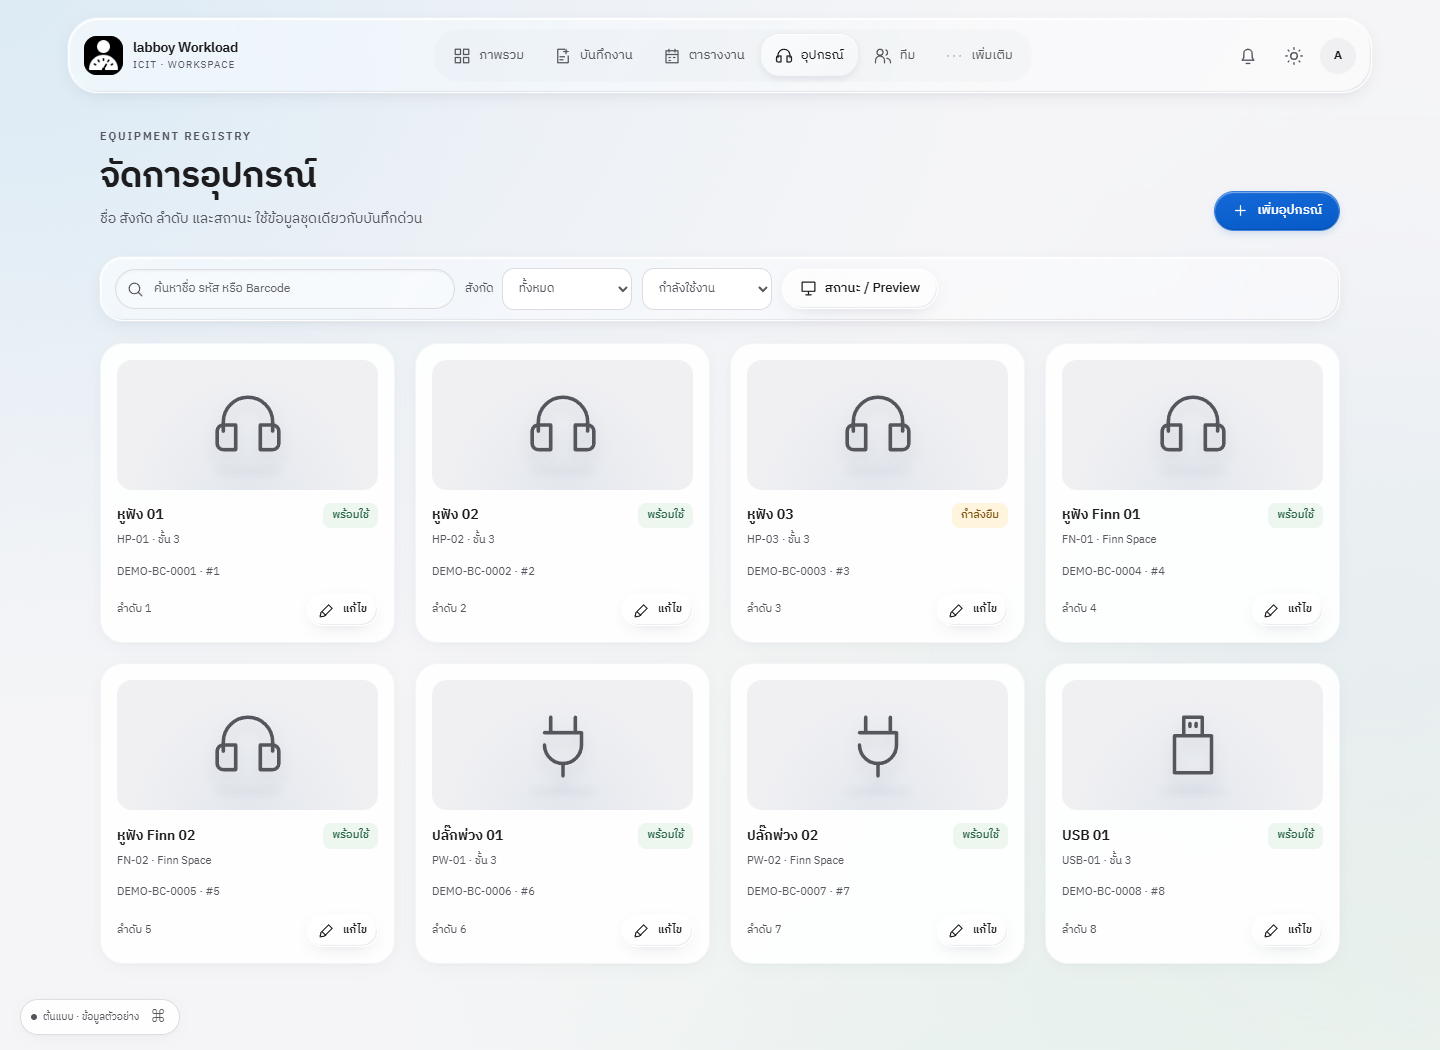 labboy Workload
ICIT · WORKSPACE
ภาพรวม
บันทึกงาน
ตารางงาน
อุปกรณ์
ทีม
··· เพิ่มเติม
A
EQUIPMENT REGISTRY
จัดการอุปกรณ์
ชื่อ สังกัด ลำดับ และสถานะ ใช้ข้อมูลชุดเดียวกับบันทึกด่วน
เพิ่มอุปกรณ์
ค้นหาชื่อ รหัส หรือ Barcode
สังกัด
ทั้งหมด
กำลังใช้งาน
สถานะ / Preview
หูฟัง 01
พร้อมใช้
HP-01 · ชั้น 3
DEMO-BC-0001 · #1
ลำดับ 1
แก้ไข
หูฟัง 02
พร้อมใช้
HP-02 · ชั้น 3
DEMO-BC-0002 · #2
ลำดับ 2
แก้ไข
หูฟัง 03
กำลังยืม
HP-03 · ชั้น 3
DEMO-BC-0003 · #3
ลำดับ 3
แก้ไข
หูฟัง Finn 01
พร้อมใช้
FN-01 · Finn Space
DEMO-BC-0004 · #4
ลำดับ 4
แก้ไข
หูฟัง Finn 02
พร้อมใช้
FN-02 · Finn Space
DEMO-BC-0005 · #5
ลำดับ 5
แก้ไข
ปลั๊กพ่วง 01
พร้อมใช้
PW-01 · ชั้น 3
DEMO-BC-0006 · #6
ลำดับ 6
แก้ไข
ปลั๊กพ่วง 02
พร้อมใช้
PW-02 · Finn Space
DEMO-BC-0007 · #7
ลำดับ 7
แก้ไข
USB 01
พร้อมใช้
USB-01 · ชั้น 3
DEMO-BC-0008 · #8
ลำดับ 8
แก้ไข
ต้นแบบ · ข้อมูลตัวอย่าง ⌘